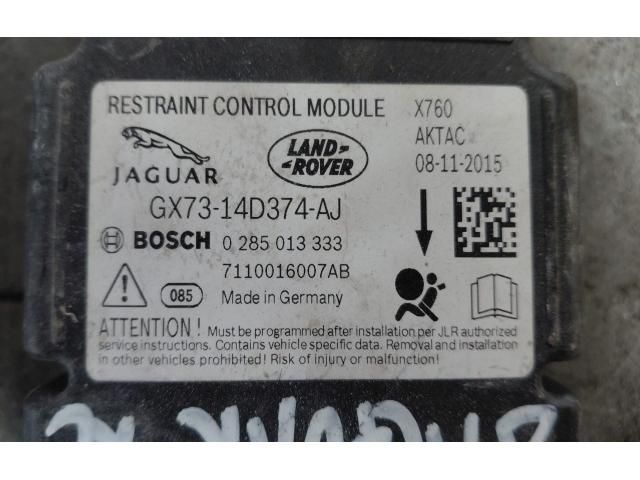 RESTRAINT CONTROL MODULE X760
AKTAC
08-11-2015
JAGUAR
LAND-
-ROVER
GX73-14D374-AJ
BOSCH 0 285 013 333
7110016007AB
085 Made in Germany
ATTENTION! Must be programmed after installation per JLR authorized
service instructions. Contains vehicle specific data. Removal and installation
in other vehicles prohibited! Risk of injury or malfunction!